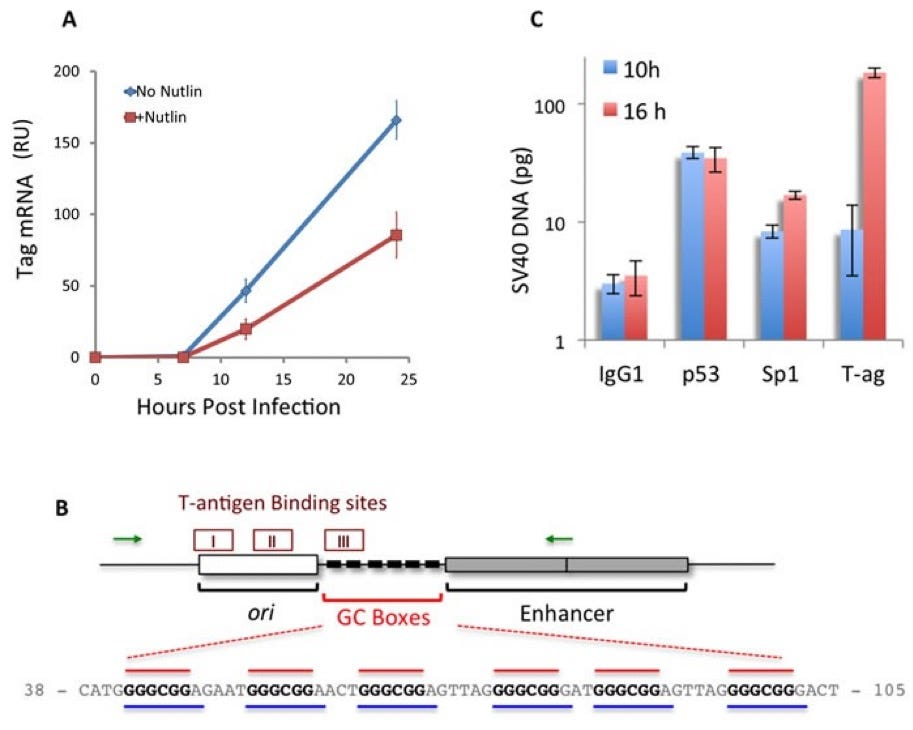 A
200
150
100
50
0
0 5 10 15 20 25
Tag mRNA (RU)
Hours Post Infection
No Nutlin
+Nutlin
C
10h
16 h
100
10
1
SV40 DNA (pg)
IgG1 p53 Sp1 T-ag
B
T-antigen Binding sites
I II III
ori GC Boxes Enhancer
38 – CATGGGGCGGAGAATGGGCGGAACTGGGCGGAGTTAGGGGCGGGATGGGCGGAGTTAGGGGCGGGACT – 105